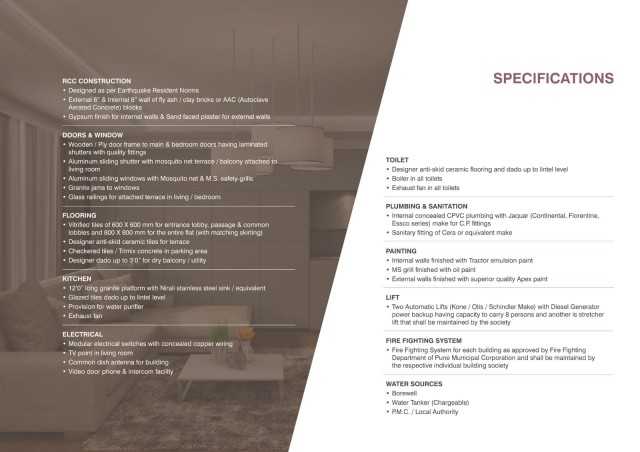 RCC CONSTRUCTION
• Designed as per Earthquake Resident Norms
• External 6" & Internal 6" wall of fly ash / clay bricks or AAC (Autoclave
Aerated Concrete) blocks
• Gypsum finish for internal walls & Sand faced plaster for external walls
DOORS & WINDOW
• Wooden / Ply door frame to main & bedroom doors having laminated
shutters with quality fittings
• Aluminum sliding shutter with mosquito net terrace / balcony attached to
living room
• Aluminum sliding windows with Mosquito net & M.S. safety grills
• Granite jams to windows
• Glass railings for attached terrace in living / bedroom
FLOORING
• Vitrified tiles of 600 X 600 mm for entrance lobby, passage & common
lobbies and 800 X 800 mm for the entire flat (with matching skirting)
• Designer anti-skid ceramic tiles for terrace
• Checkered tiles / Trimix concrete in parking area
• Designer dado up to 3'0" for dry balcony / utility
KITCHEN
• 12'0" long granite platform with Nirali stainless steel sink / equivalent
• Glazed tiles dado up to lintel level
• Provision for water purifier
• Exhaust fan
ELECTRICAL
• Modular electrical switches with concealed copper wiring
• TV point in living room
• Common dish antenna for building
• Video door phone & intercom facility
SPECIFICATIONS
TOILET
• Designer anti-skid ceramic flooring and dado up to lintel level
• Boiler in all toilets
• Exhaust fan in all toilets
PLUMBING & SANITATION
• Internal concealed CPVC plumbing with Jaquar (Continental, Florentine,
Essco series) make for C.P. fittings
• Sanitary fitting of Cera or equivalent make
PAINTING
• Internal walls finished with Tractor emulsion paint
• MS grill finished with oil paint
• External walls finished with superior quality Apex paint
LIFT
• Two Automatic Lifts (Kone / Otis / Schindler Make) with Diesel Generator
power backup having capacity to carry 8 persons and another is stretcher
lift that shall be maintained by the society
FIRE FIGHTING SYSTEM
• Fire Fighting System for each building as approved by Fire Fighting
Department of Pune Municipal Corporation and shall be maintained by
the respective individual building society
WATER SOURCES
• Borewell
• Water Tanker (Chargeable)
• P.M.C. / Local Authority